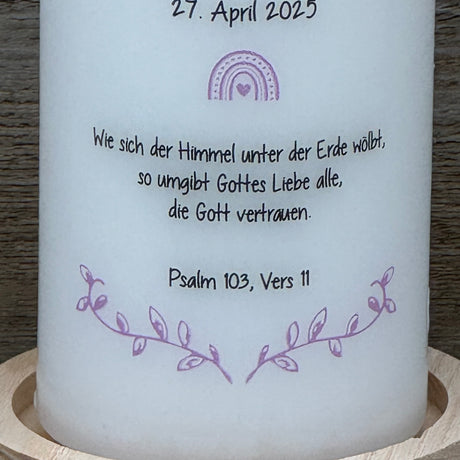 27. April 2025
Wie sich der Himmel unter der Erde wölbt,
so umgibt Gottes Liebe alle,
die Gott vertrauen.
Psalm 103, Vers 11